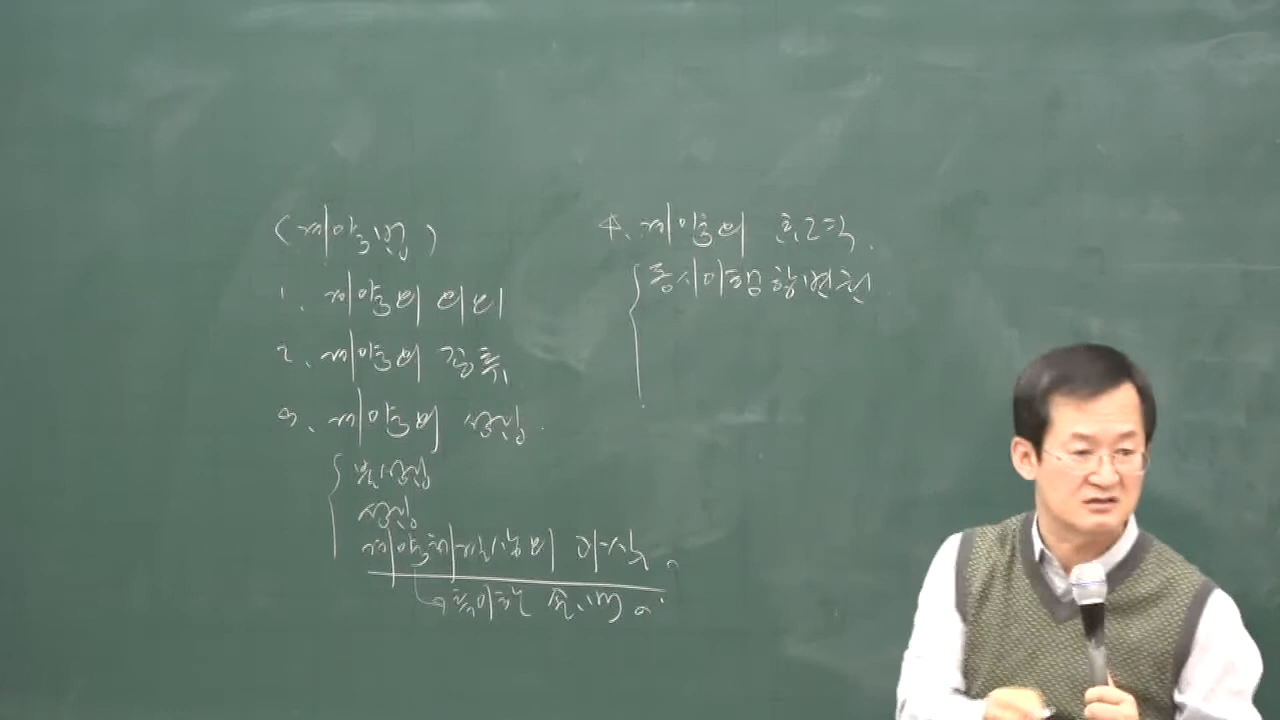 (계약총론)
1. 계약의 의의
2. 계약의 종류
3. 계약의 성립.
불성립
성립
계약체결상의 과실.
4. 계약의 효력.
동시이행항변권